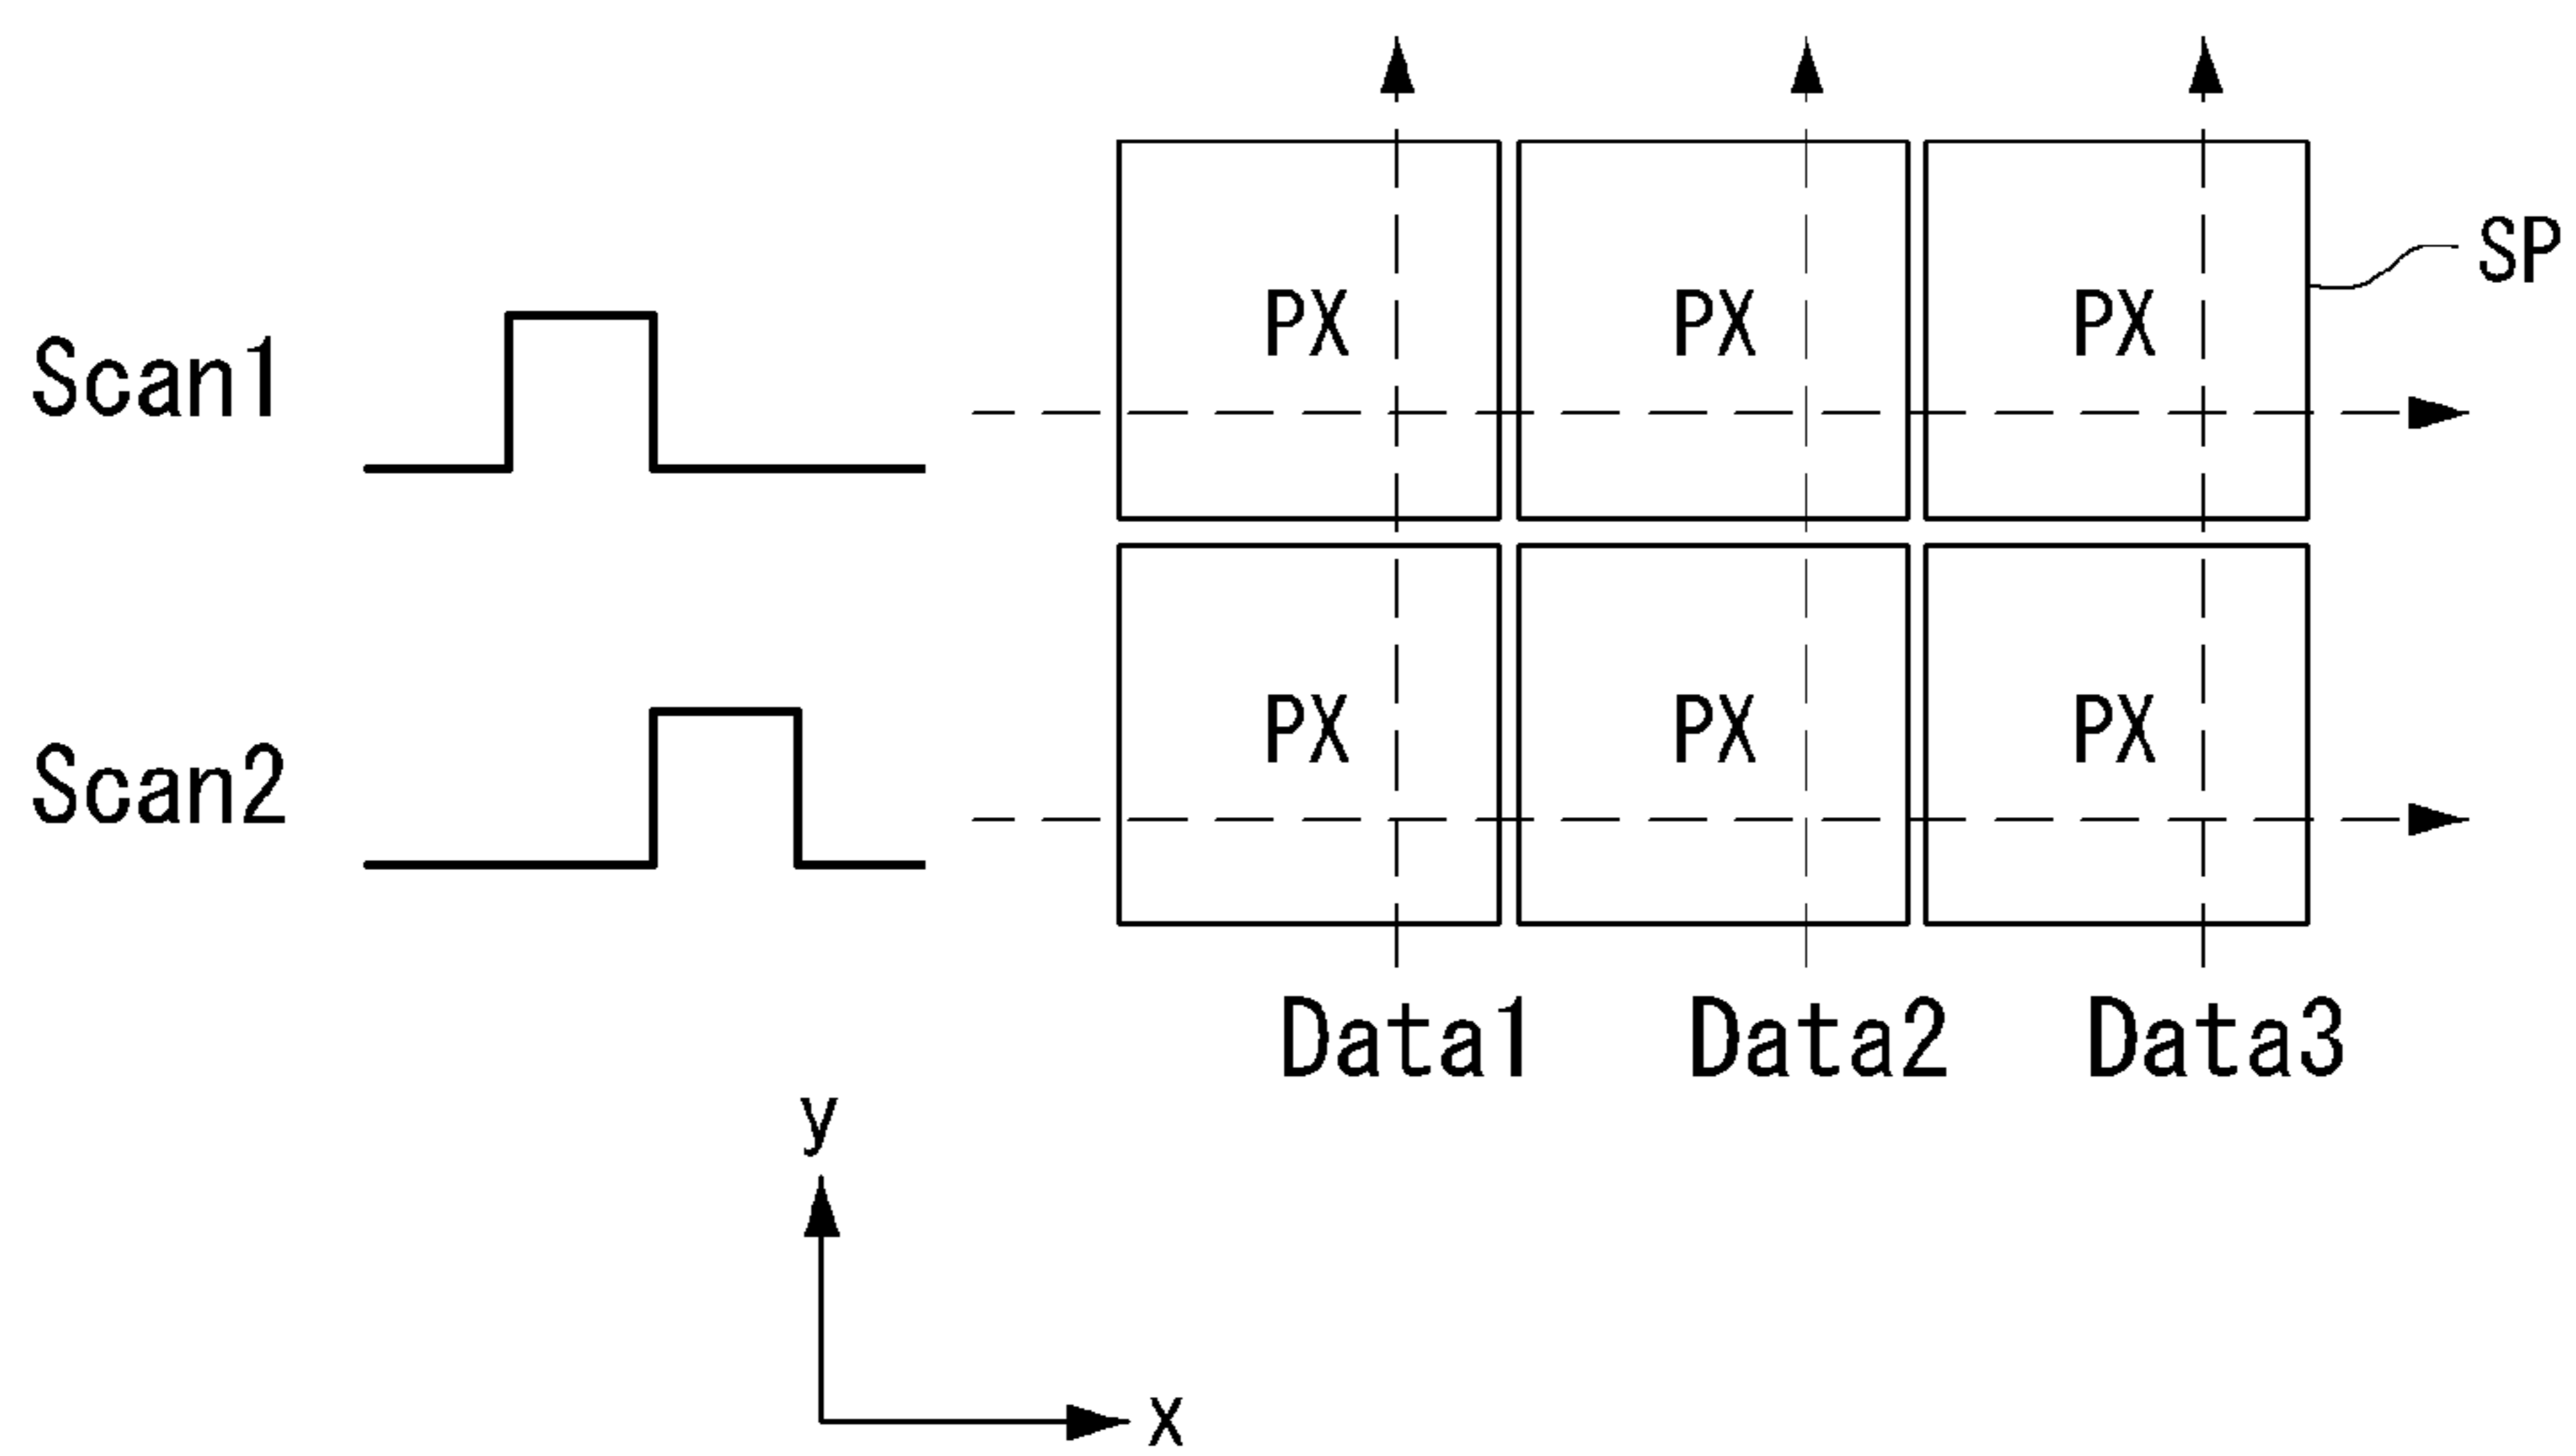 SP
Scan1
PX PX PX
Scan2
PX PX PX
Data1 Data2 Data3
y
x